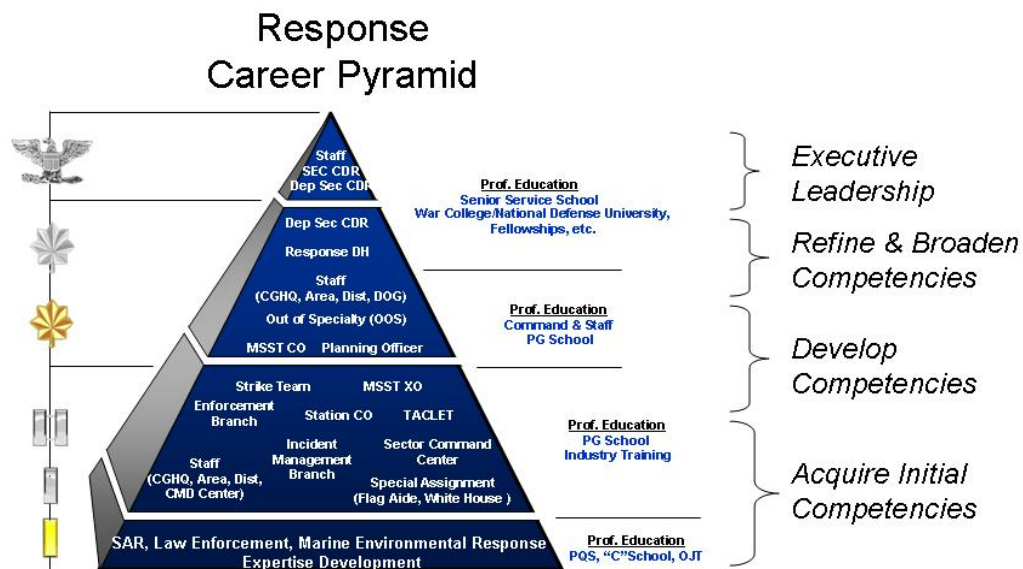 Response
Career Pyramid
Staff
SEC CDR
Dep Sec CDR
Dep Sec CDR
Response DH
Staff
(CGHQ, Area, Dist, DOG)
Out of Specialty (OOS)
MSST CO Planning Officer
Strike Team MSST XO
Enforcement
Branch
Station CO TACLET
Incident
Management
Branch
Sector Command
Center
Staff
(CGHQ, Area, Dist,
CMD Center)
Special Assignment
(Flag Aide, White House )
SAR, Law Enforcement, Marine Environmental Response
Expertise Development
Prof. Education
Senior Service School
War College/National Defense University,
Fellowships, etc.
Prof. Education
Command & Staff
PG School
Prof. Education
PG School
Industry Training
Prof. Education
PQS, “C”School, OJT
Executive
Leadership
Refine & Broaden
Competencies
Develop
Competencies
Acquire Initial
Competencies